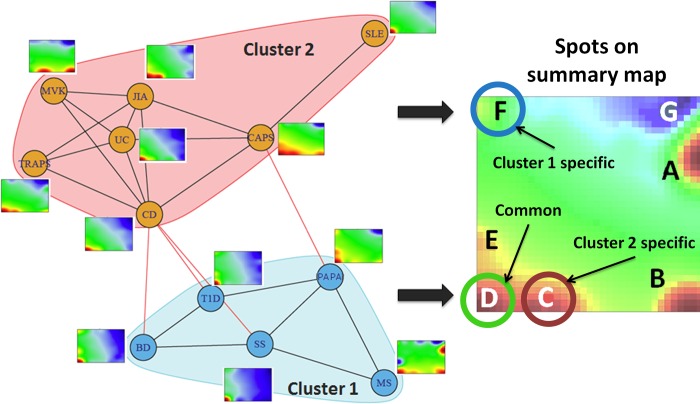 SLE
Cluster 2
MVK
JIA
UC
CAPS
TRAPS
CD
T1D
PAPA
BD
SS
MS
Cluster 1
Spots on
summary map
F
G
Cluster 1 specific
A
Common
E
Cluster 2 specific
D
C
B